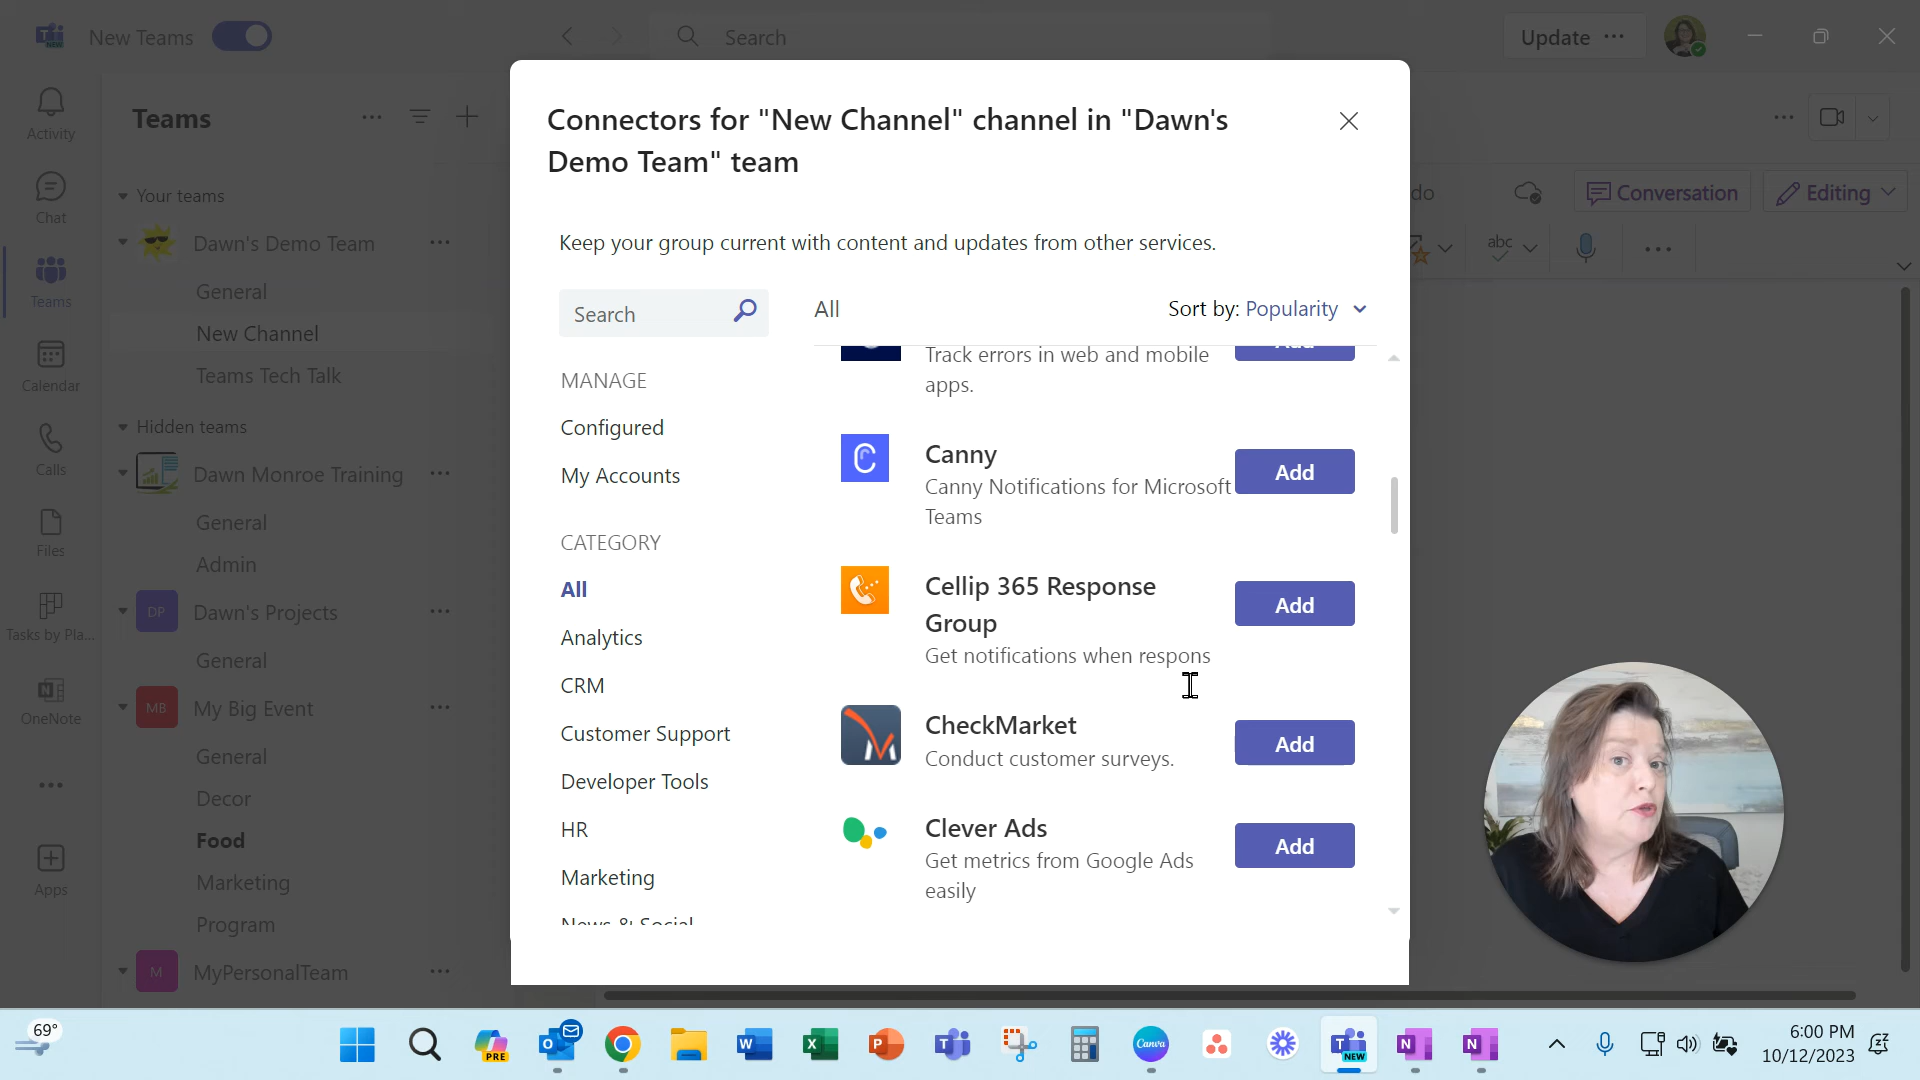 New Teams
Search
Update
Activity
Chat
Teams
Calendar
Calls
Files
Tasks by Pla...
OneNote
Apps
Teams
Your teams
Dawn's Demo Team
General
New Channel
Teams Tech Talk
Hidden teams
Dawn Monroe Training
General
Admin
DP
Dawn's Projects
General
MB
My Big Event
General
Decor
Food
Marketing
Program
M
MyPersonalTeam
Connectors for "New Channel" channel in "Dawn's
Demo Team" team
Keep your group current with content and updates from other services.
Search
All
Sort by: Popularity
MANAGE
Configured
My Accounts
CATEGORY
All
Analytics
CRM
Customer Support
Developer Tools
HR
Marketing
News & Social
Track errors in web and mobile
apps.
Add
Canny
Canny Notifications for Microsoft
Teams
Add
Cellip 365 Response
Group
Get notifications when respons
Add
CheckMarket
Conduct customer surveys.
Add
Clever Ads
Get metrics from Google Ads
easily
Add
do
Conversation
Editing
abc
69°
PRE
Canva
NEW
6:00 PM
10/12/2023